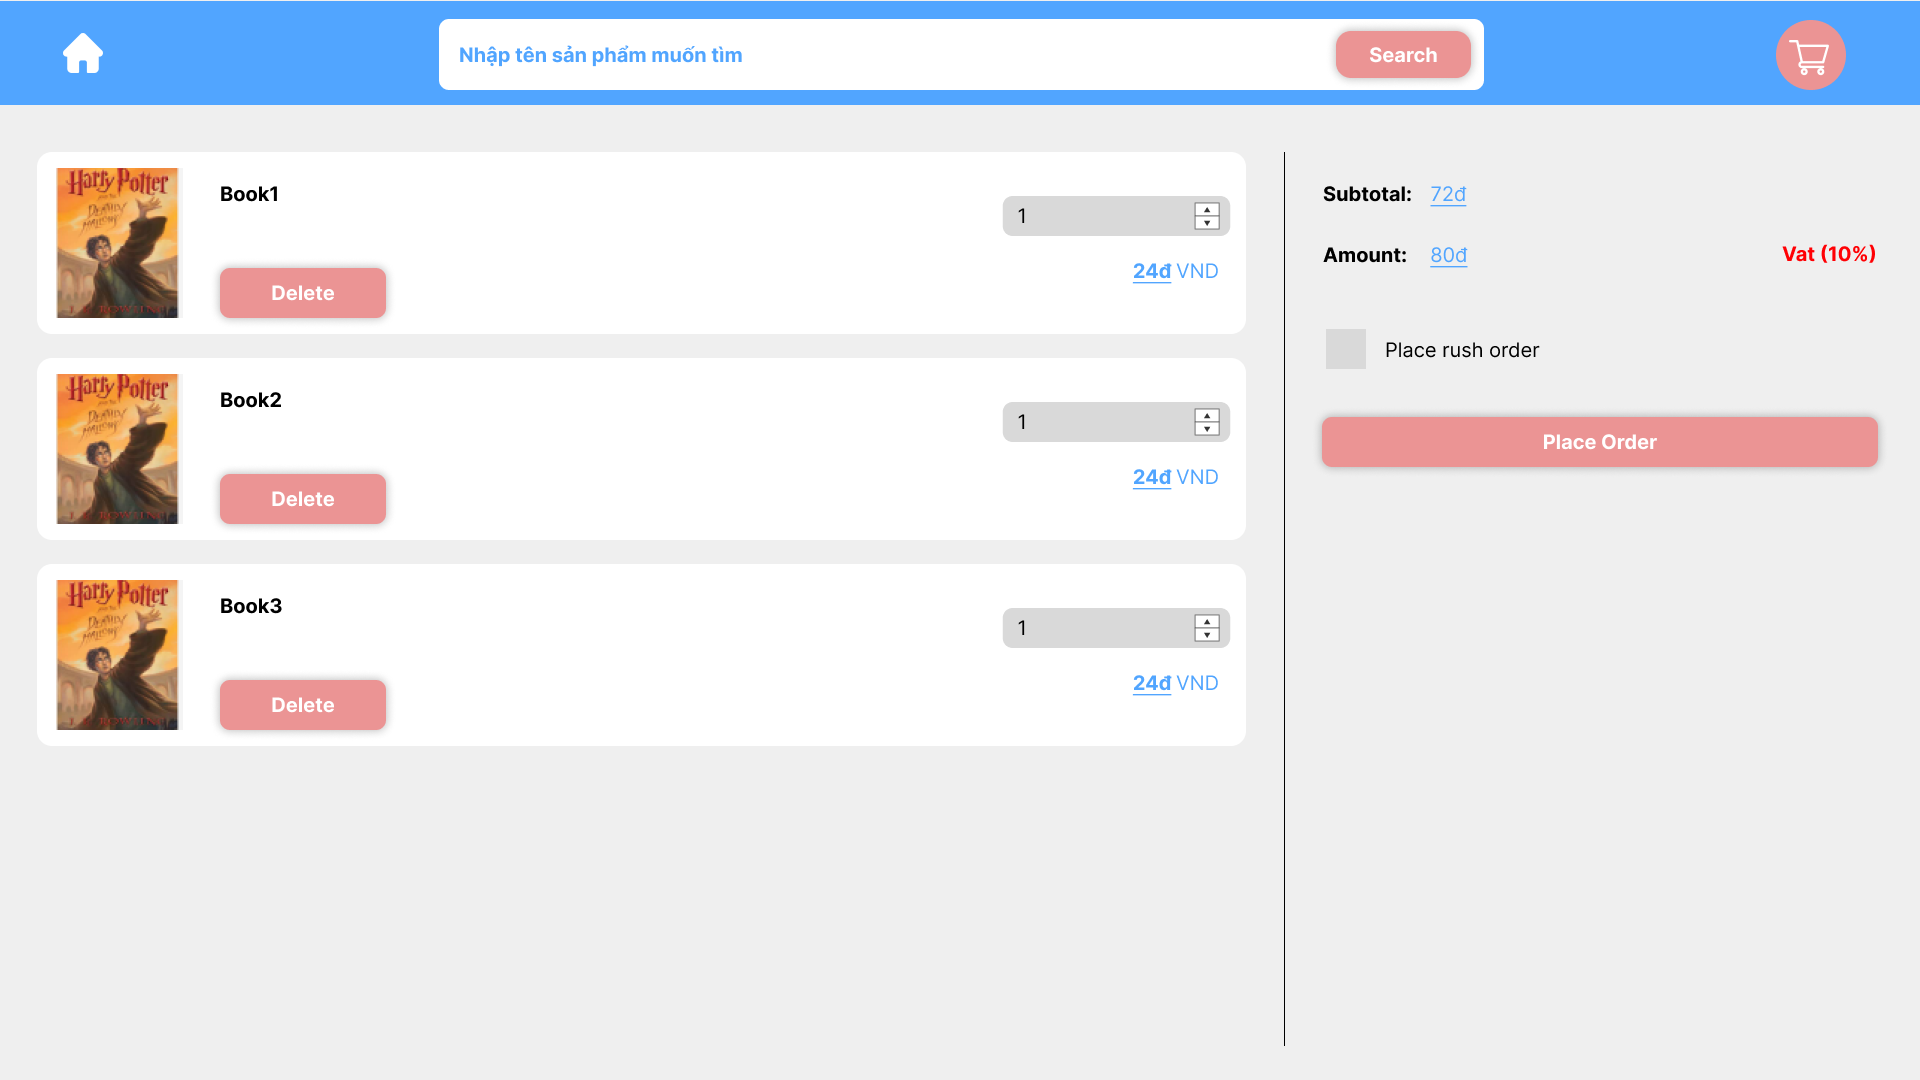 Nhập tên sản phẩm muốn tìm
Search
Harry Potter
Book1
1
24đ VND
Delete
Harry Potter
Book2
1
24đ VND
Delete
Harry Potter
Book3
1
24đ VND
Delete
Subtotal: 72đ
Amount: 80đ
Vat (10%)
Place rush order
Place Order